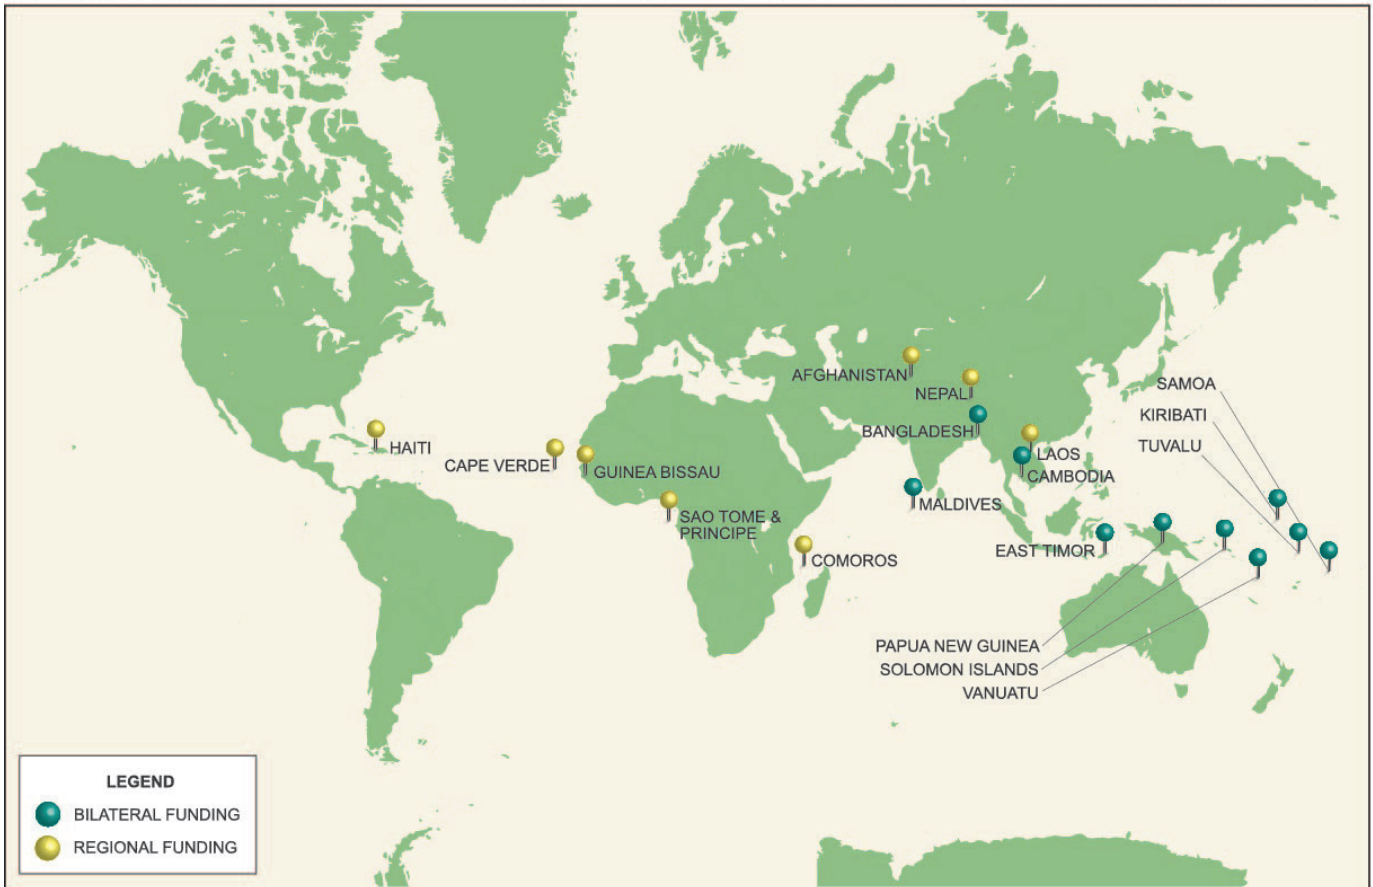 SAMOA
AFGHANISTAN
NEPAL
KIRIBATI
BANGLADESH
TUVALU
HAITI
LAOS
CAPE VERDE
GUINEA BISSAU
CAMBODIA
MALDIVES
SAO TOME &
PRINCIPE
EAST TIMOR
COMOROS
PAPUA NEW GUINEA
SOLOMON ISLANDS
VANUATU
LEGEND
BILATERAL FUNDING
REGIONAL FUNDING